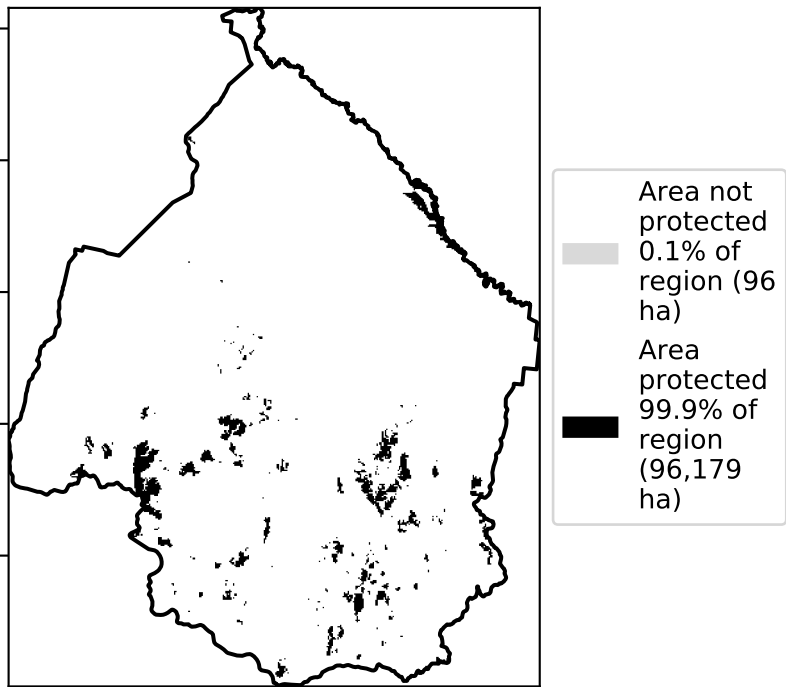 Area not
protected
0.1% of
region (96
ha)
Area
protected
99.9% of
region
(96,179
ha)